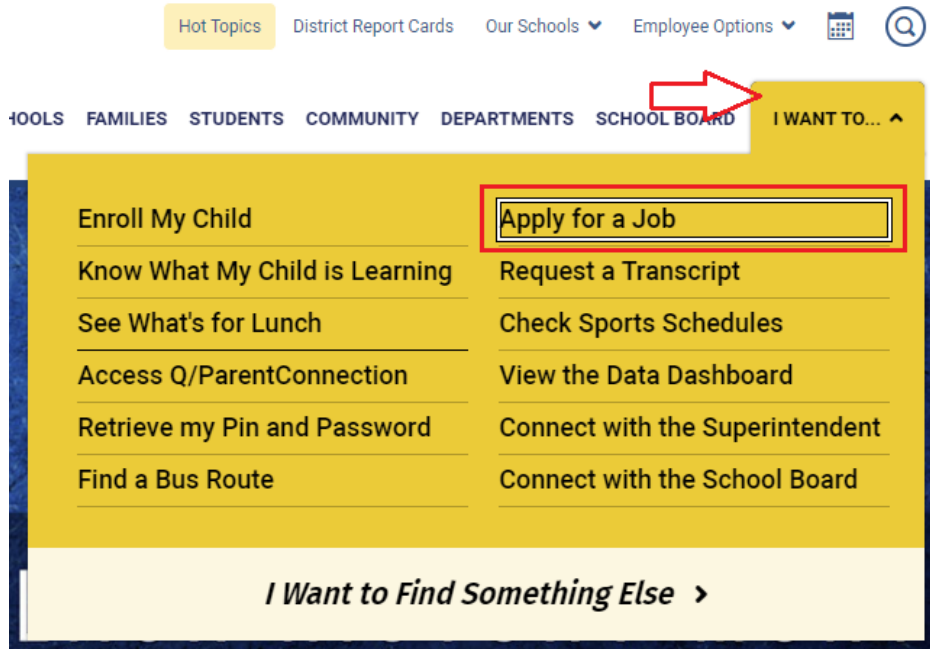 Hot Topics District Report Cards Our Schools Employee Options
HOOLS FAMILIES STUDENTS COMMUNITY DEPARTMENTS SCHOOL BOARD I WANT TO...
Enroll My Child
Know What My Child is Learning
See What's for Lunch
Access Q/ParentConnection
Retrieve my Pin and Password
Find a Bus Route
Apply for a Job
Request a Transcript
Check Sports Schedules
View the Data Dashboard
Connect with the Superintendent
Connect with the School Board
I Want to Find Something Else >